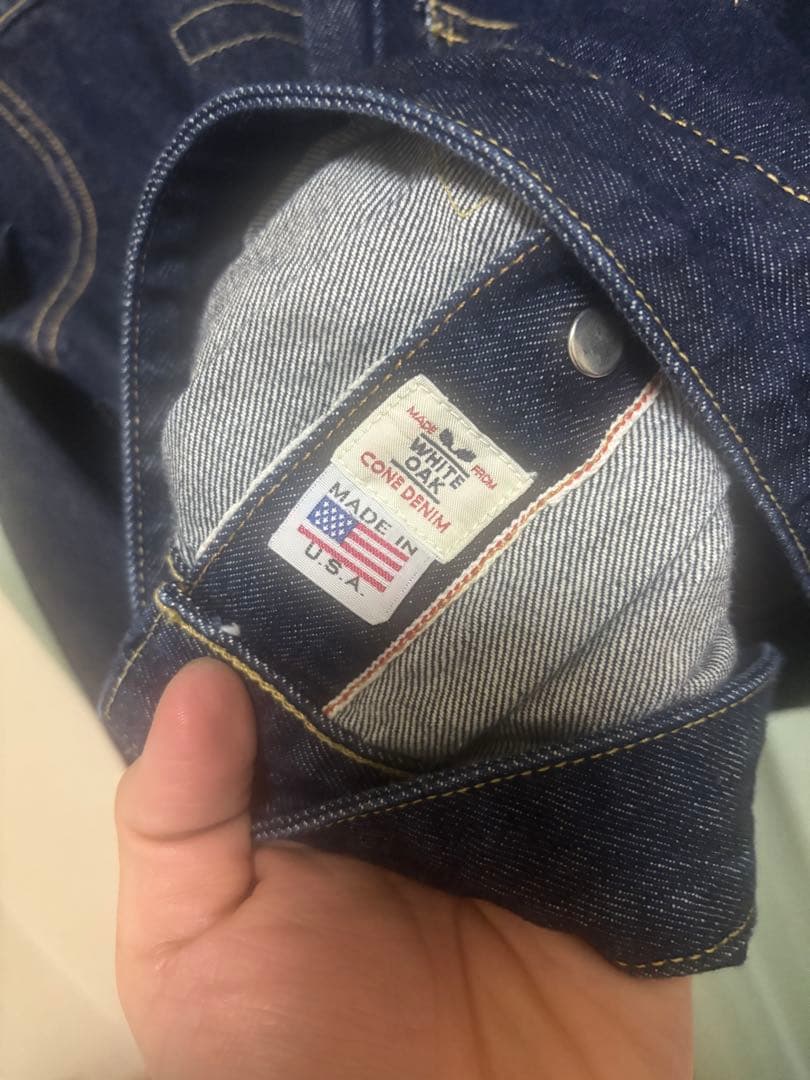 MADE FROM
WHITE
OAK
CONE DENIM
MADE IN
U.S.A.